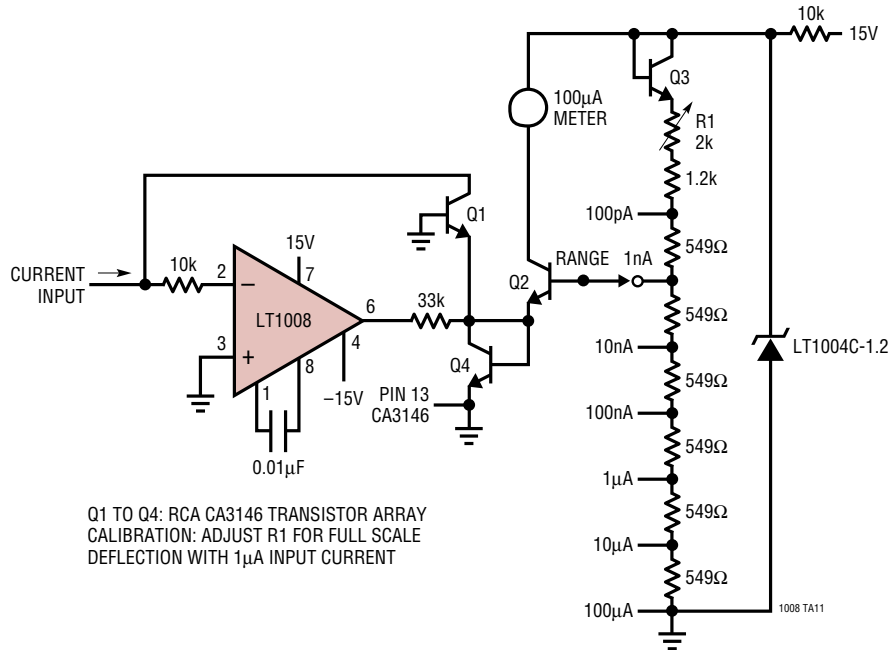 10k
15V
Q3
100µA
METER
R1
2k
1.2k
Q1
100pA
15V
549Ω
CURRENT
INPUT
10k
2
7
RANGE
1nA
Q2
6
33k
549Ω
LT1008
3
4
8
10nA
LT1004C-1.2
Q4
1
–15V
PIN 13
CA3146
549Ω
100nA
0.01µF
549Ω
1µA
Q1 TO Q4: RCA CA3146 TRANSISTOR ARRAY
CALIBRATION: ADJUST R1 FOR FULL SCALE
DEFLECTION WITH 1µA INPUT CURRENT
549Ω
10µA
549Ω
100µA
1008 TA11